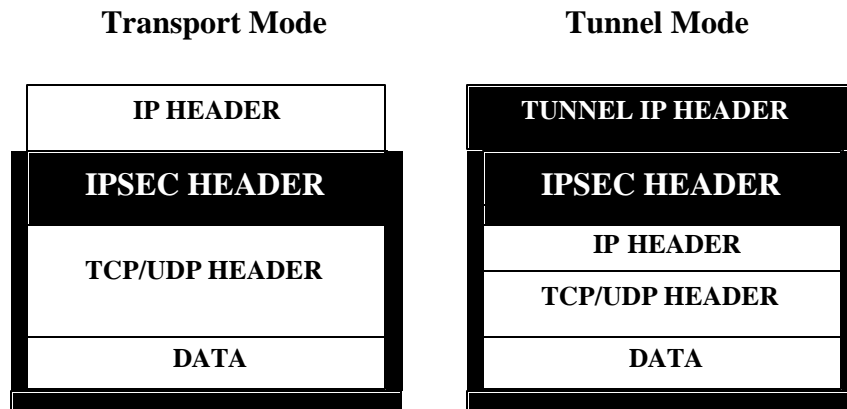 Transport Mode
Tunnel Mode
IP HEADER
IPSEC HEADER
TCP/UDP HEADER
DATA
TUNNEL IP HEADER
IPSEC HEADER
IP HEADER
TCP/UDP HEADER
DATA